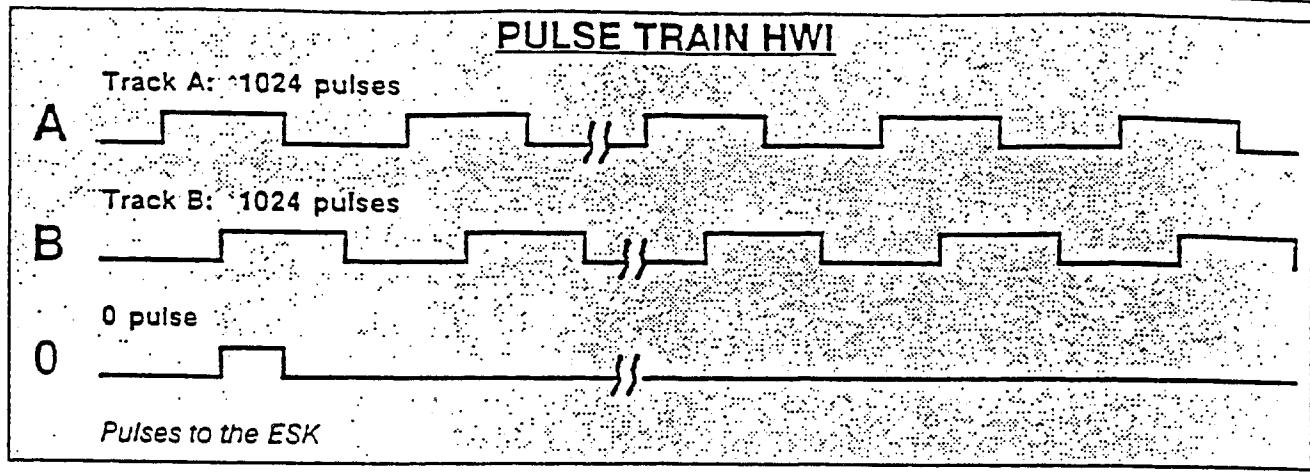 PULSE TRAIN HWI
Track A: 1024 pulses
A
Track B: 1024 pulses
B
0 pulse
0
Pulses to the ESK